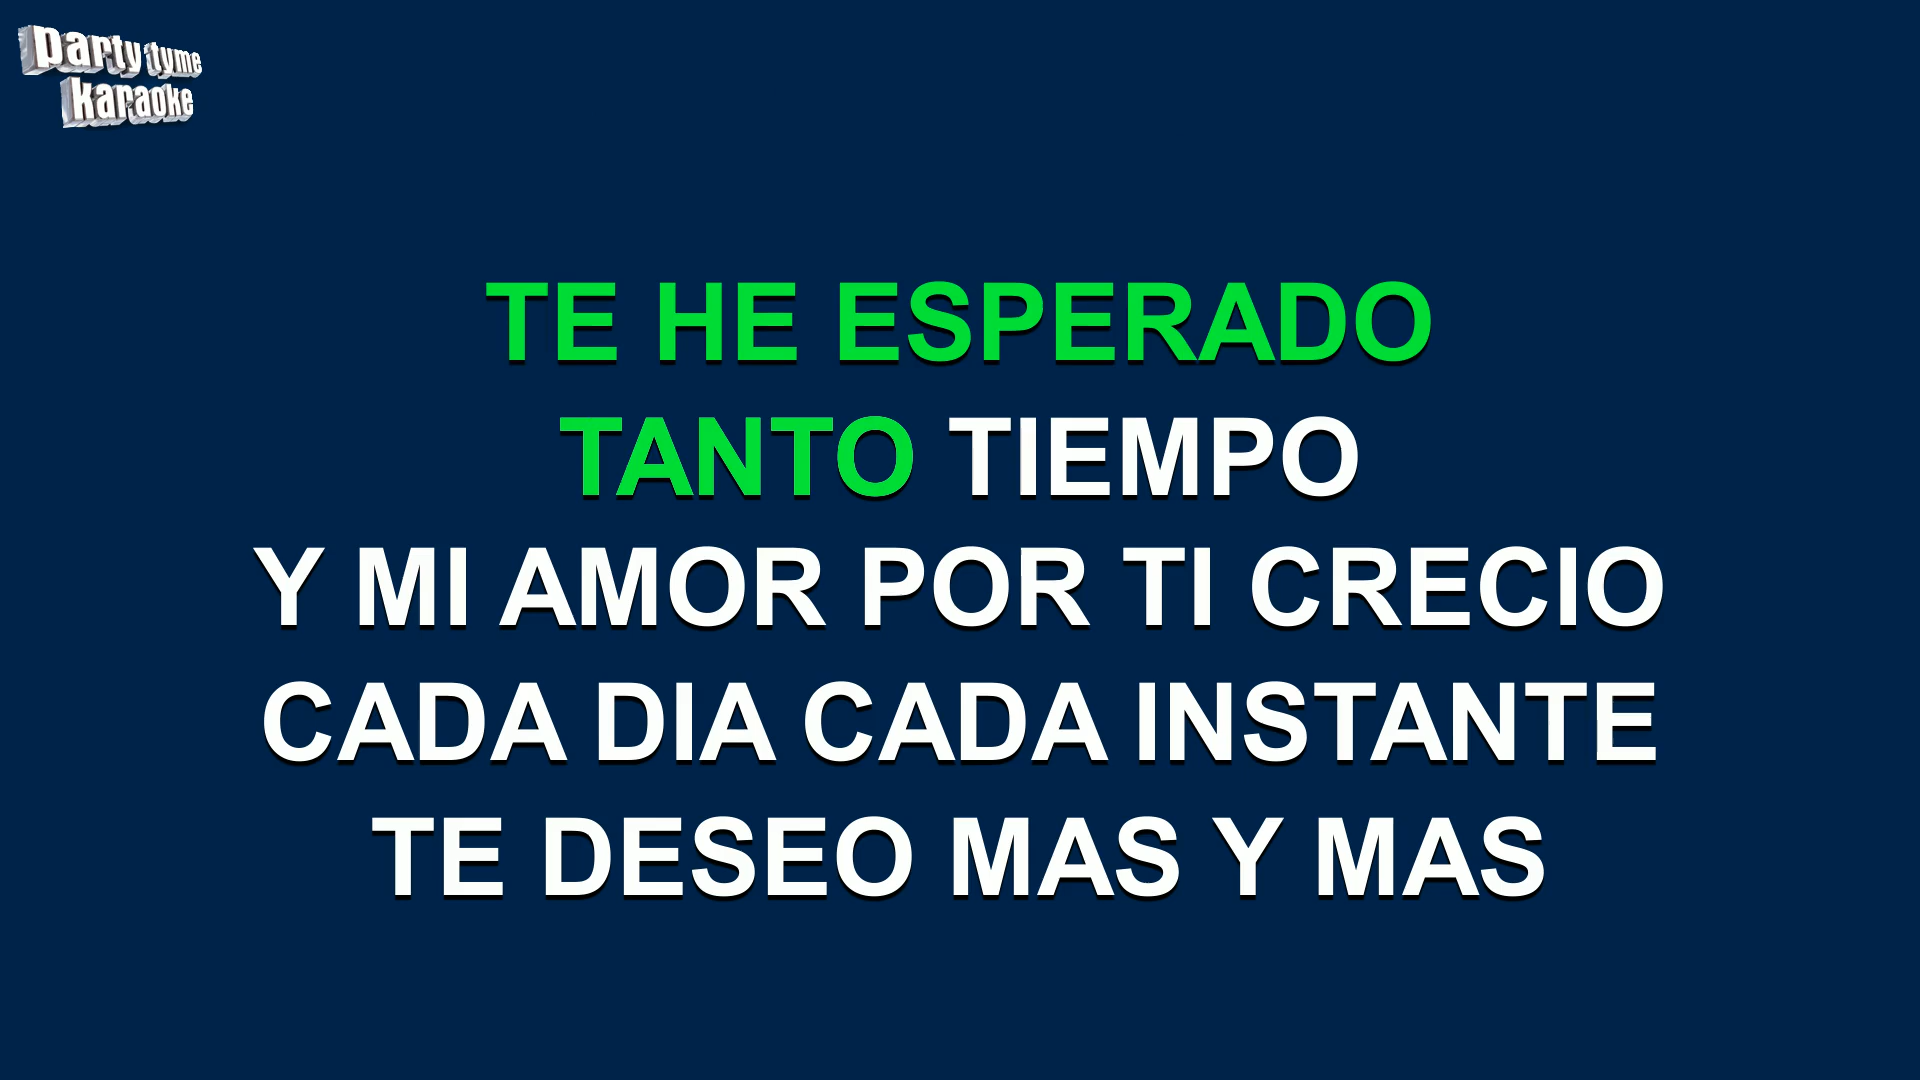 party tyme
karaoke
TE HE ESPERADO
TANTO TIEMPO
Y MI AMOR POR TI CRECIO
CADA DIA CADA INSTANTE
TE DESEO MAS Y MAS